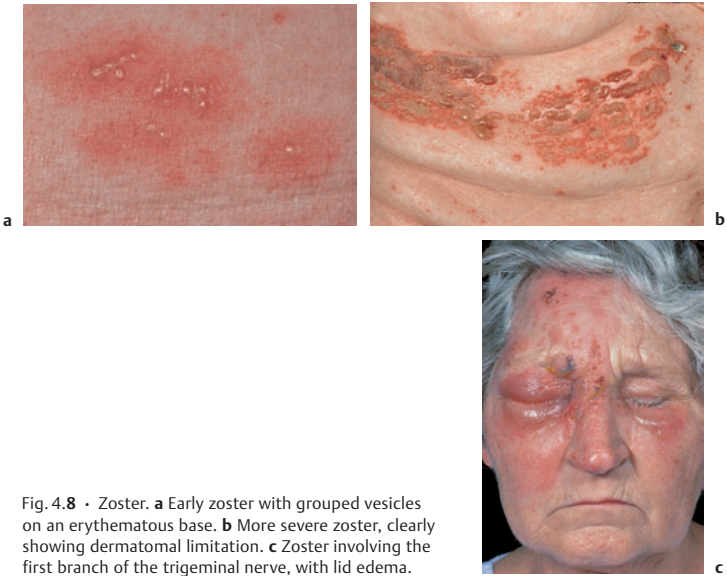 a
b
c
Fig. 4.8 · Zoster. a Early zoster with grouped vesicles
on an erythematous base. b More severe zoster, clearly
showing dermatomal limitation. c Zoster involving the
first branch of the trigeminal nerve, with lid edema.